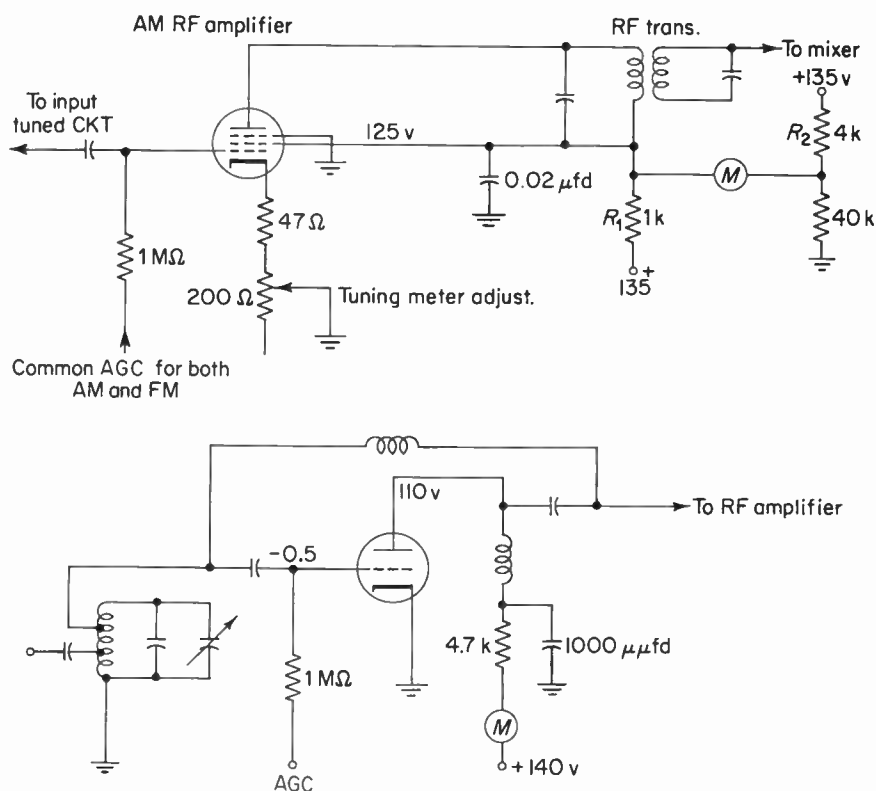 AM RF amplifier
RF trans.
To mixer
+135 v
To input
tuned CKT
125 v
R2
4 k
M
0.02 μfd
47 Ω
R1
1 k
40 k
1 MΩ
200 Ω
Tuning meter adjust.
+
135
Common AGC for both
AM and FM
110 v
To RF amplifier
-0.5
4.7 k
1000 μμfd
1 MΩ
M
+140 v
AGC